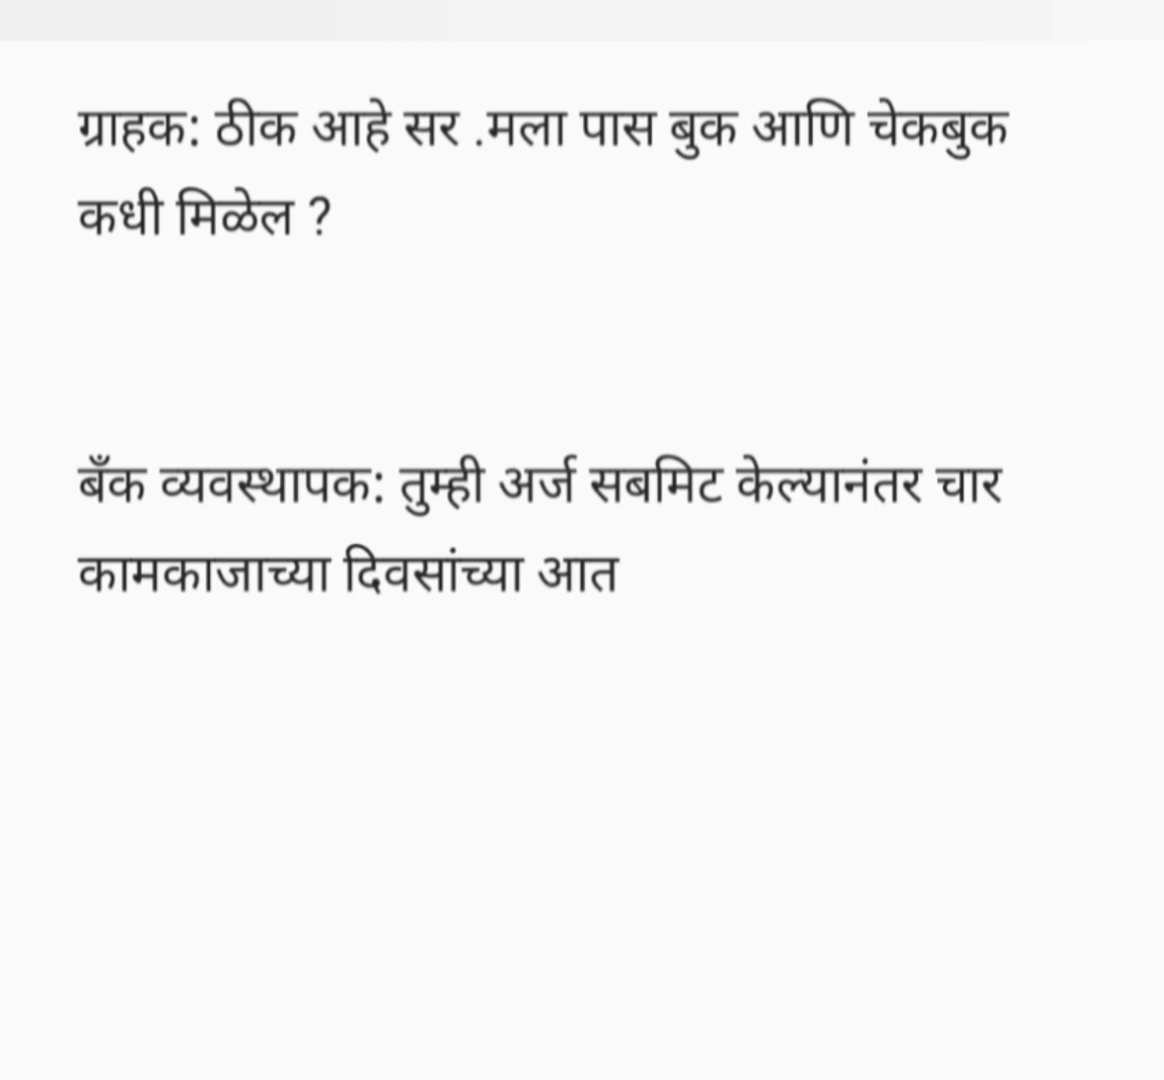 ग्राहक: ठीक आहे सर .मला पास बुक आणि चेकबुक
कधी मिळेल ?
बँक व्यवस्थापक: तुम्ही अर्ज सबमिट केल्यानंतर चार
कामकाजाच्या दिवसांच्या आत